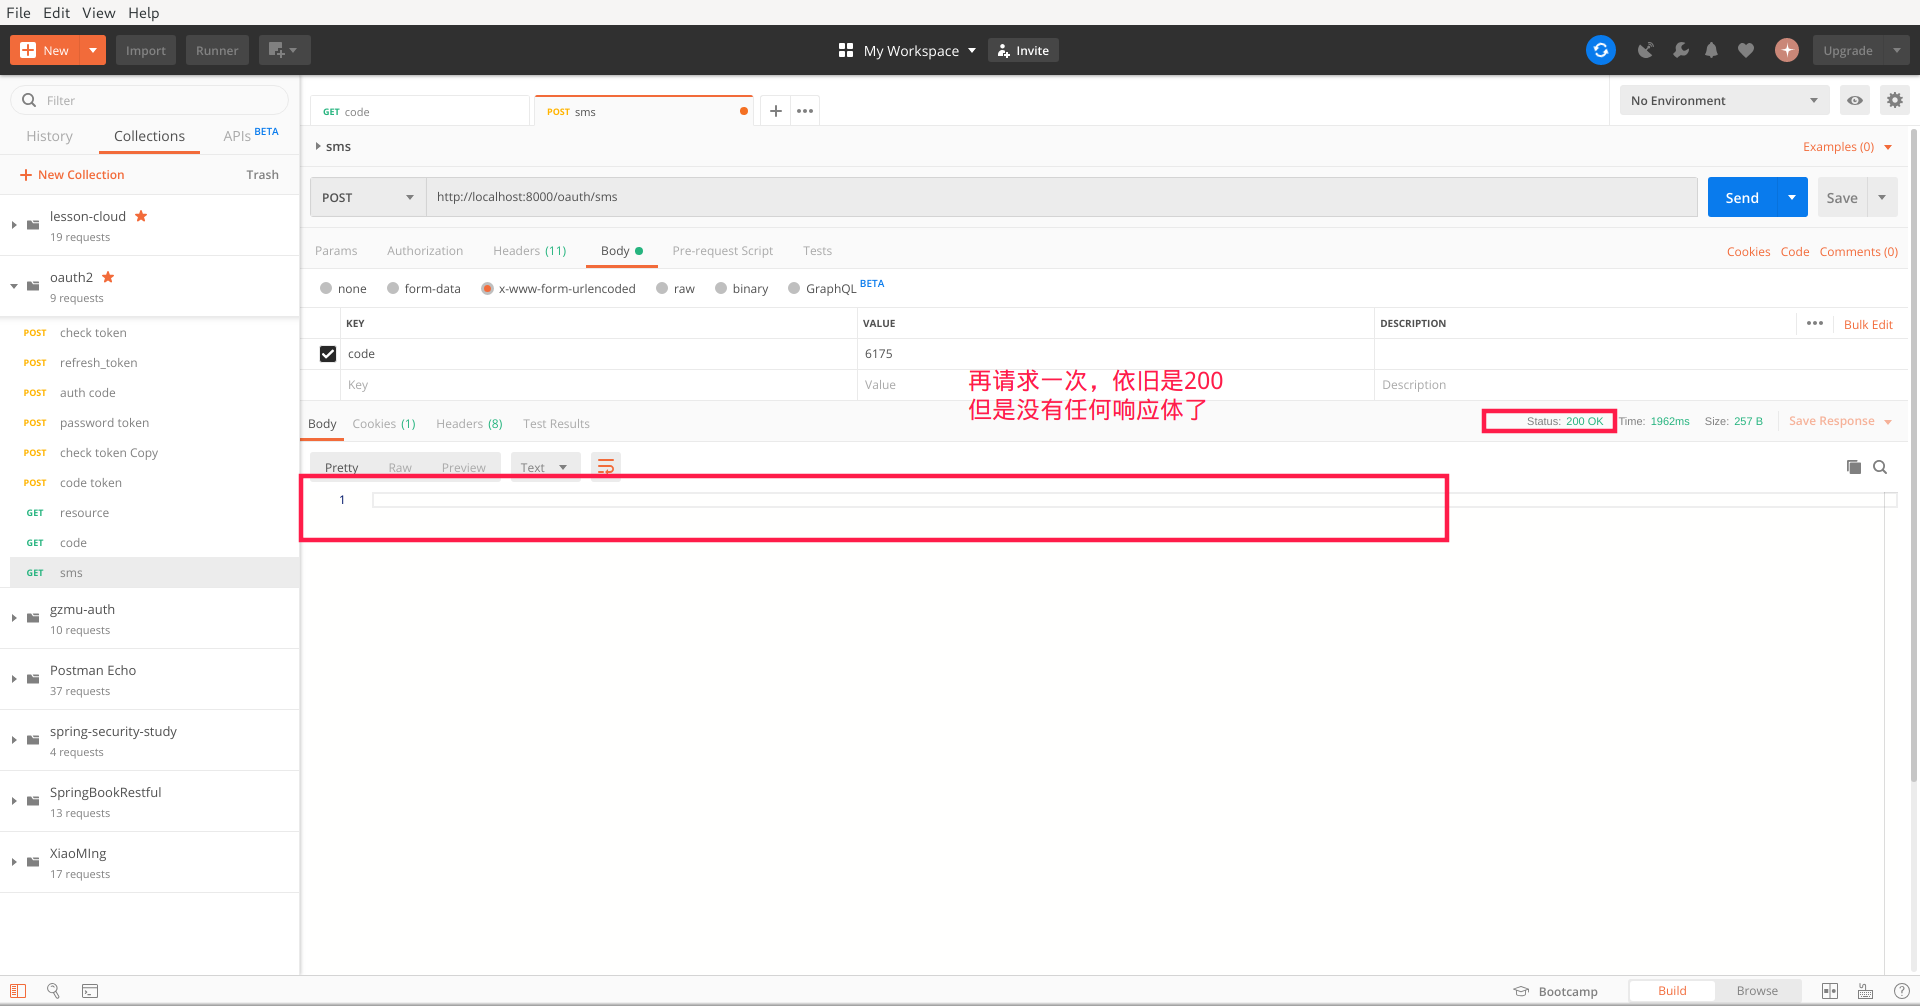 File Edit View Help
New Import Runner My Workspace Invite Upgrade
Filter
History Collections APIs BETA
New Collection Trash
lesson-cloud
19 requests
oauth2
9 requests
POST check token
POST refresh_token
POST auth code
POST password token
POST check token Copy
POST code token
GET resource
GET code
GET sms
gzmu-auth
10 requests
Postman Echo
37 requests
spring-security-study
4 requests
SpringBookRestful
13 requests
XiaoMIng
17 requests
GET code POST sms No Environment
sms Examples (0)
POST http://localhost:8000/oauth/sms Send Save
Params Authorization Headers (11) Body Pre-request Script Tests Cookies Code Comments (0)
none form-data x-www-form-urlencoded raw binary GraphQL BETA
KEY VALUE DESCRIPTION Bulk Edit
code 6175
Key Value Description
再请求一次，依旧是200
但是没有任何响应体了
Body Cookies (1) Headers (8) Test Results Status: 200 OK Time: 1962ms Size: 257 B Save Response
Pretty Raw Preview Text
1
Bootcamp Build Browse